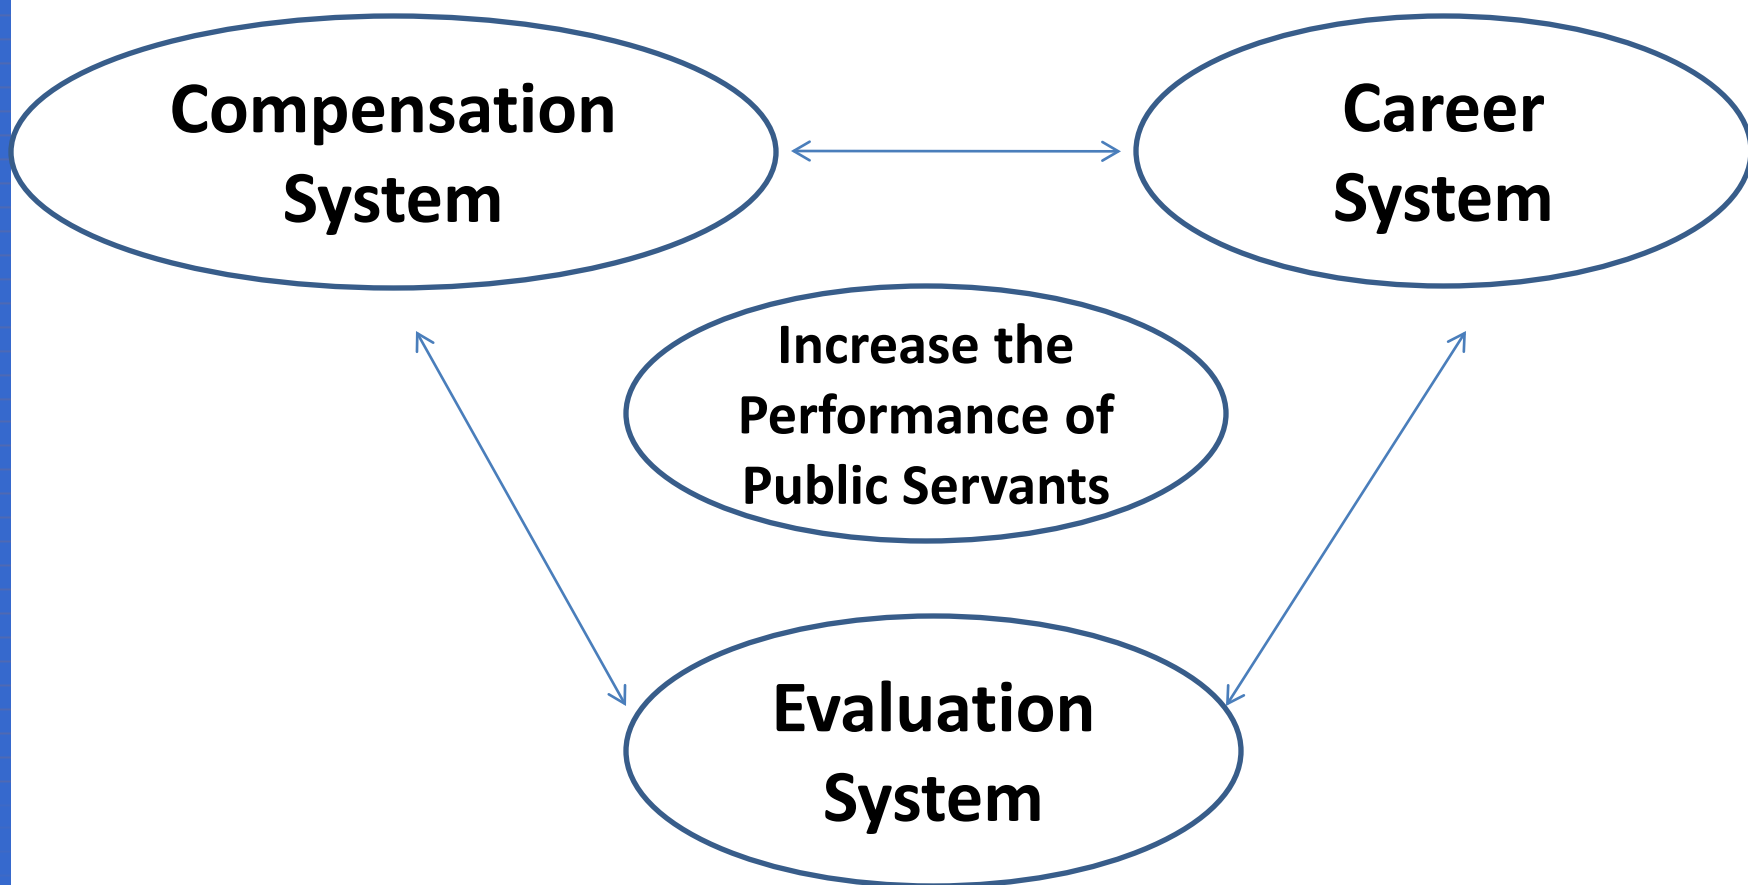 Compensation
System
Career
System
Increase the
Performance of
Public Servants
Evaluation
System